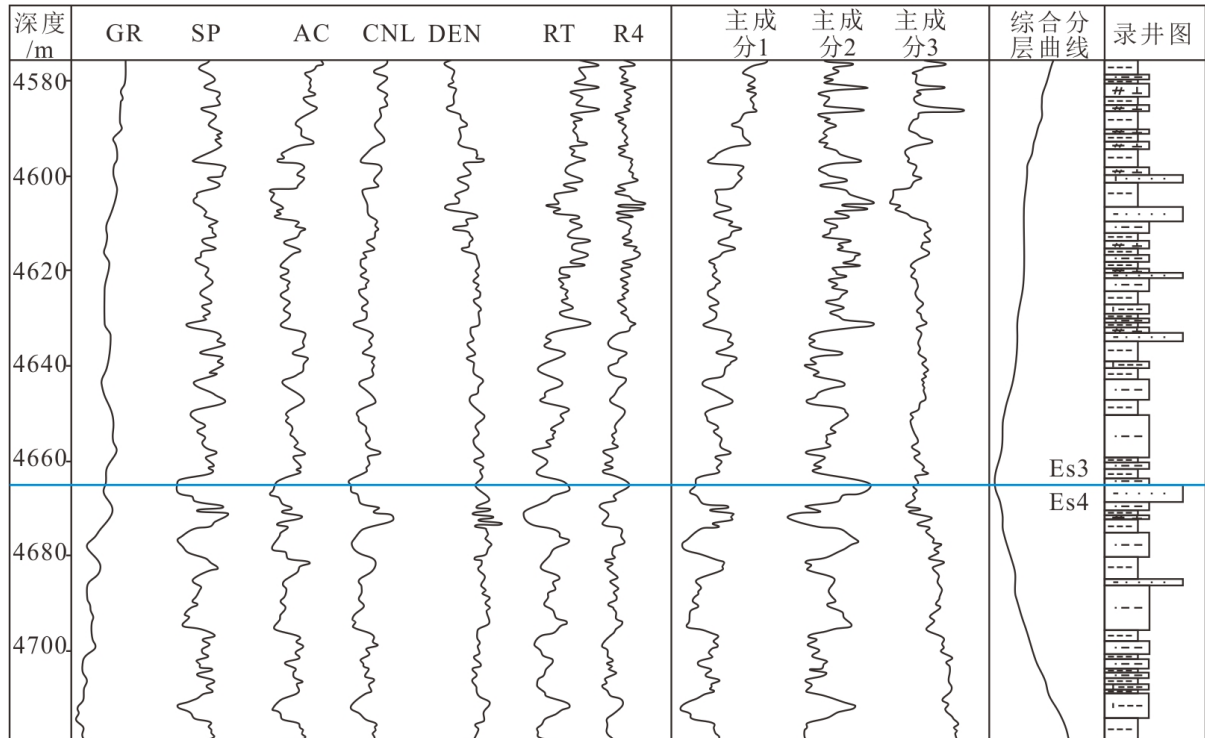 深度
/m
GR
SP
AC
CNL
DEN
RT
R4
主成
分1
主成
分2
主成
分3
综合分
层曲线
录井图
4580
4600
4620
4640
4660
Es3
Es4
4680
4700